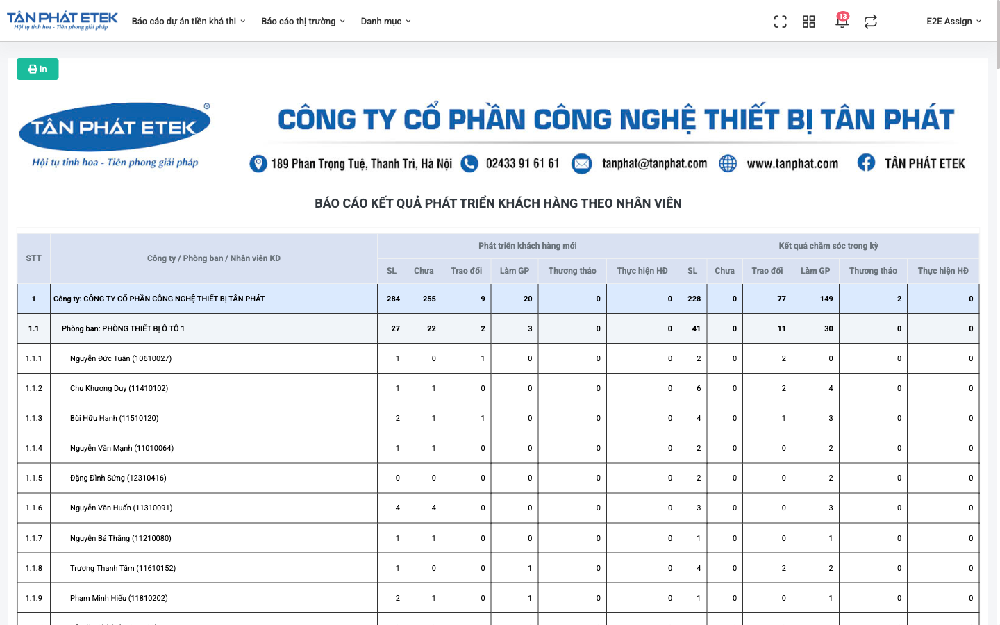 TÂN PHÁT ETEK
Hội tụ tinh hoa - Tiên phong giải pháp
Báo cáo dự án tiền khả thi
Báo cáo thị trường
Danh mục
13
E2E Assign
In
TÂN PHÁT ETEK ®
Hội tụ tinh hoa - Tiên phong giải pháp
CÔNG TY CỔ PHẦN CÔNG NGHỆ THIẾT BỊ TÂN PHÁT
189 Phan Trọng Tuệ, Thanh Trì, Hà Nội 02433 91 61 61 tanphat@tanphat.com www.tanphat.com TÂN PHÁT ETEK
BÁO CÁO KẾT QUẢ PHÁT TRIỂN KHÁCH HÀNG THEO NHÂN VIÊN
STT Công ty / Phòng ban / Nhân viên KD Phát triển khách hàng mới Kết quả chăm sóc trong kỳ
SL Chưa Trao đổi Làm GP Thương thảo Thực hiện HĐ SL Chưa Trao đổi Làm GP Thương thảo Thực hiện HĐ
1 Công ty: CÔNG TY CỔ PHẦN CÔNG NGHỆ THIẾT BỊ TÂN PHÁT 284 255 9 20 0 0 228 0 77 149 2 0
1.1 Phòng ban: PHÒNG THIẾT BỊ Ô TÔ 1 27 22 2 3 0 0 41 0 11 30 0 0
1.1.1 Nguyễn Đức Tuân (10610027) 1 0 1 0 0 0 2 0 2 0 0 0
1.1.2 Chu Khương Duy (11410102) 1 1 0 0 0 0 6 0 2 4 0 0
1.1.3 Bùi Hữu Hanh (11510120) 2 1 1 0 0 0 4 0 1 3 0 0
1.1.4 Nguyễn Văn Mạnh (11010064) 1 1 0 0 0 0 2 0 0 2 0 0
1.1.5 Đặng Đình Sứng (12310416) 0 0 0 0 0 0 2 0 0 2 0 0
1.1.6 Nguyễn Văn Huấn (11310091) 4 4 0 0 0 0 3 0 0 3 0 0
1.1.7 Nguyễn Bá Thắng (11210080) 1 1 0 0 0 0 1 0 0 1 0 0
1.1.8 Trương Thanh Tâm (11610152) 1 0 0 1 0 0 4 0 2 2 0 0
1.1.9 Phạm Minh Hiếu (11810202) 2 1 0 1 0 0 1 0 0 1 0 0